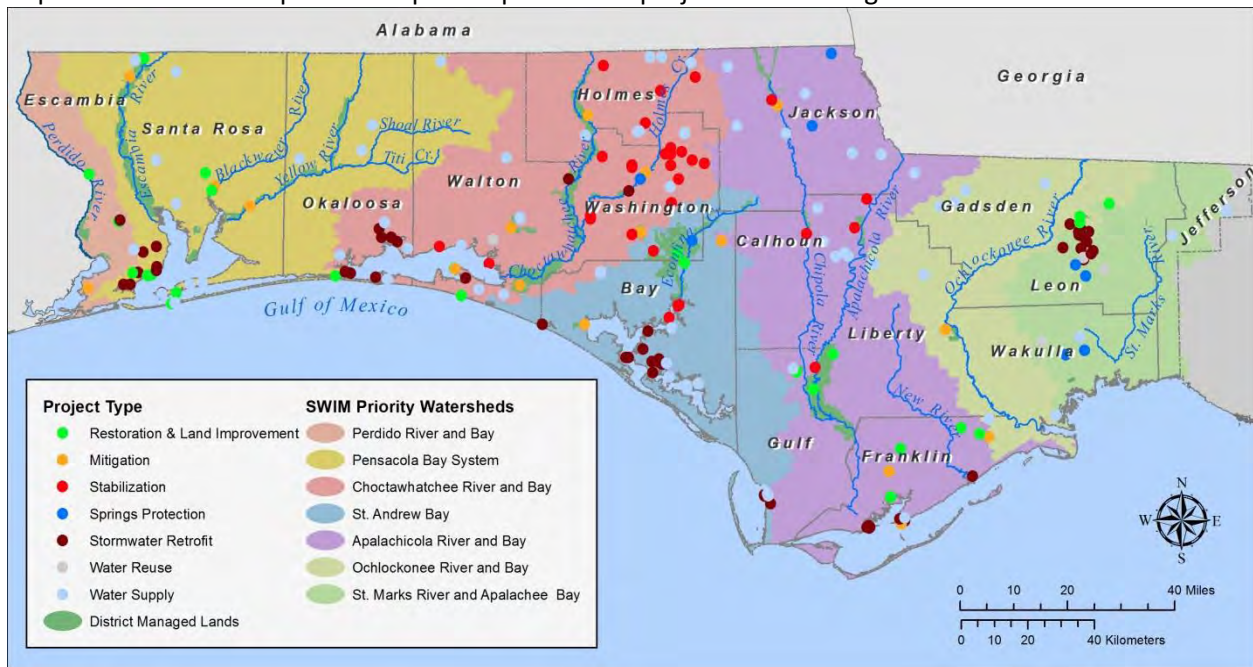 Alabama
Georgia
Escambia
Santa Rosa
Okaloosa
Walton
Holmes
Washington
Bay
Jackson
Calhoun
Gulf
Liberty
Franklin
Gadsden
Leon
Wakulla
Jefferson
Perdido River
Escambia River
Blackwater River
Yellow River
Shoal River
Titi Cr.
Choctawhatchee River
Holmes Cr.
Econfina
Chipola River
Apalachicola River
New River
Ochlockonee River
St. Marks River
Gulf of Mexico
Project Type
Restoration & Land Improvement
Mitigation
Stabilization
Springs Protection
Stormwater Retrofit
Water Reuse
Water Supply
District Managed Lands
SWIM Priority Watersheds
Perdido River and Bay
Pensacola Bay System
Choctawhatchee River and Bay
St. Andrew Bay
Apalachicola River and Bay
Ochlockonee River and Bay
St. Marks River and Apalachee Bay
N
W E
S
0 10 20 40 Miles
0 10 20 40 Kilometers